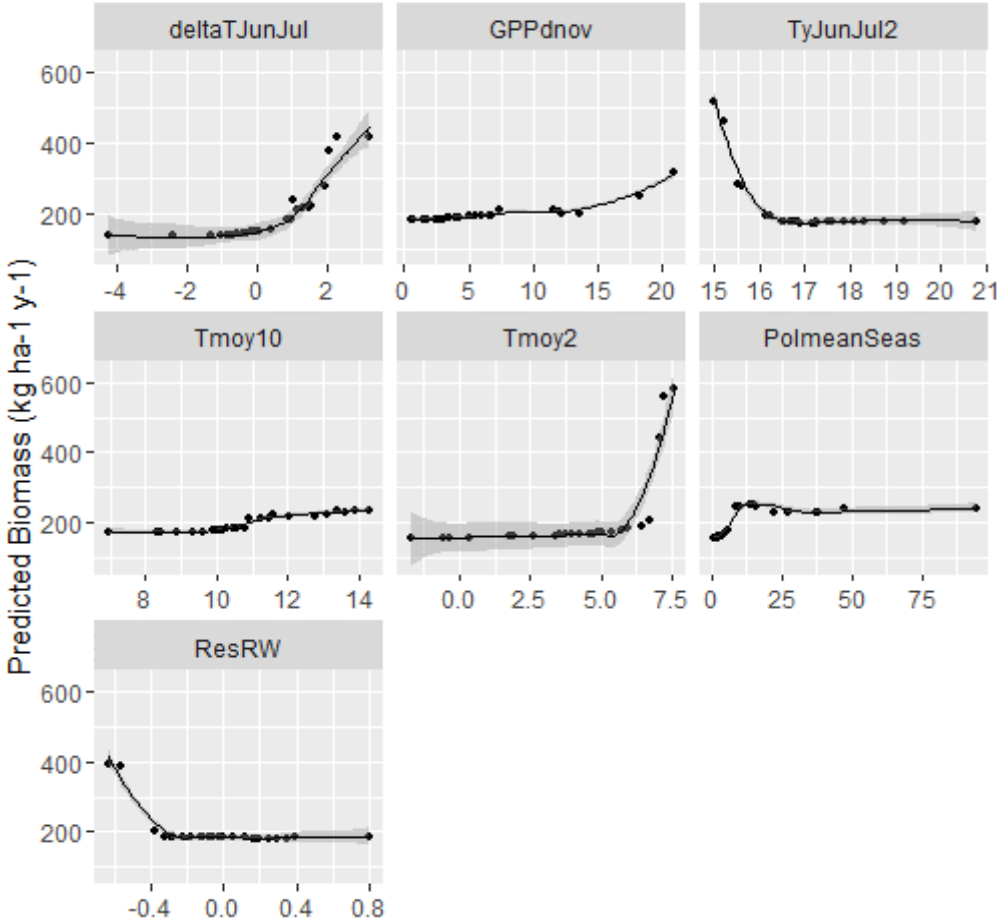 deltaTJunJul GPPdnov TyJunJul2
600
400
200
-4 -2 0 2 0 5 10 15 20 15 16 17 18 19 20 21
Tmoy10 Tmoy2 PolmeanSeas
600
400
200
8 10 12 14 0.0 2.5 5.0 7.5 0 25 50 75
ResRW
600
400
200
-0.4 0.0 0.4 0.8
Predicted Biomass (kg ha-1 y-1)